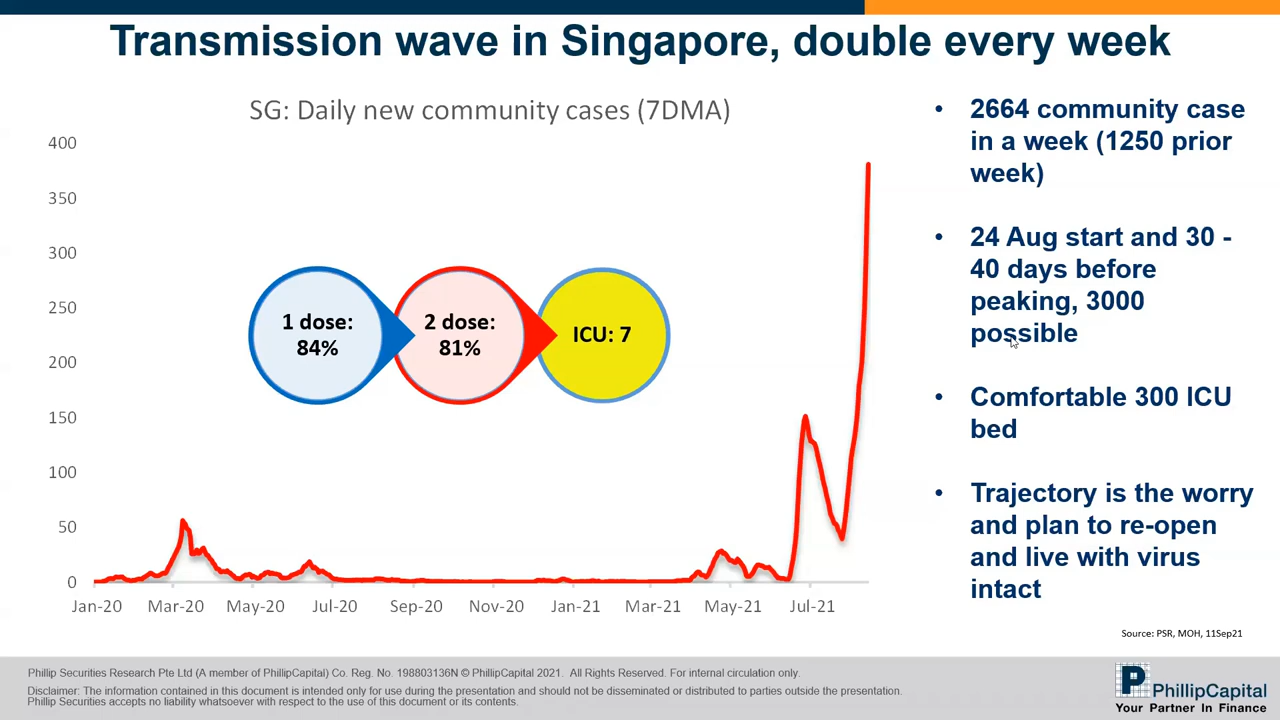 Transmission wave in Singapore, double every week
SG: Daily new community cases (7DMA)
400
350
300
250
200
150
100
50
0
Jan-20
Mar-20
May-20
Jul-20
Sep-20
Nov-20
Jan-21
Mar-21
May-21
Jul-21
1 dose:
84%
2 dose:
81%
ICU: 7
• 2664 community case
in a week (1250 prior
week)
• 24 Aug start and 30 -
40 days before
peaking, 3000
possible
• Comfortable 300 ICU
bed
• Trajectory is the worry
and plan to re-open
and live with virus
intact
Source: PSR, MOH, 11Sep21
Phillip Securities Research Pte Ltd (A member of PhillipCapital) Co. Reg. No. 198803136N © PhillipCapital 2021. All Rights Reserved. For internal circulation only.
Disclaimer: The information contained in this document is intended only for use during the presentation and should not be disseminated or distributed to parties outside the presentation.
Phillip Securities accepts no liability whatsoever with respect to the use of this document or its contents.
PhillipCapital
Your Partner In Finance